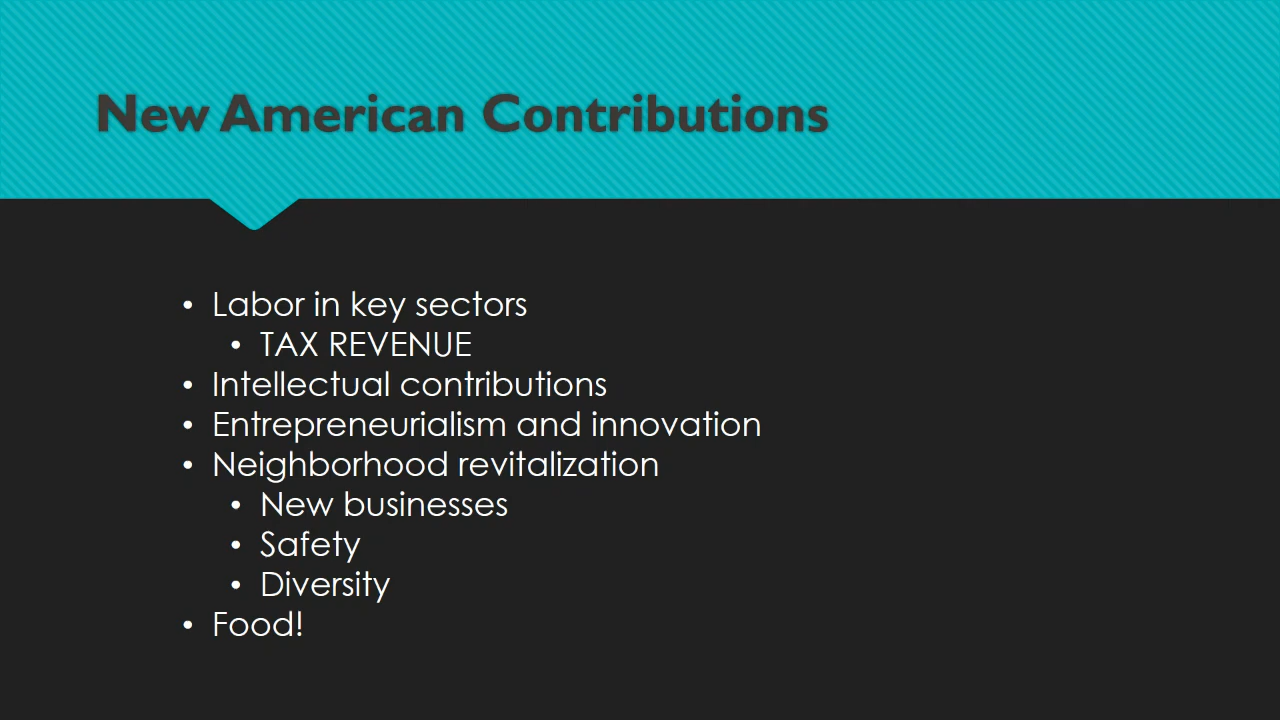 New American Contributions
• Labor in key sectors
• TAX REVENUE
• Intellectual contributions
• Entrepreneurialism and innovation
• Neighborhood revitalization
• New businesses
• Safety
• Diversity
• Food!